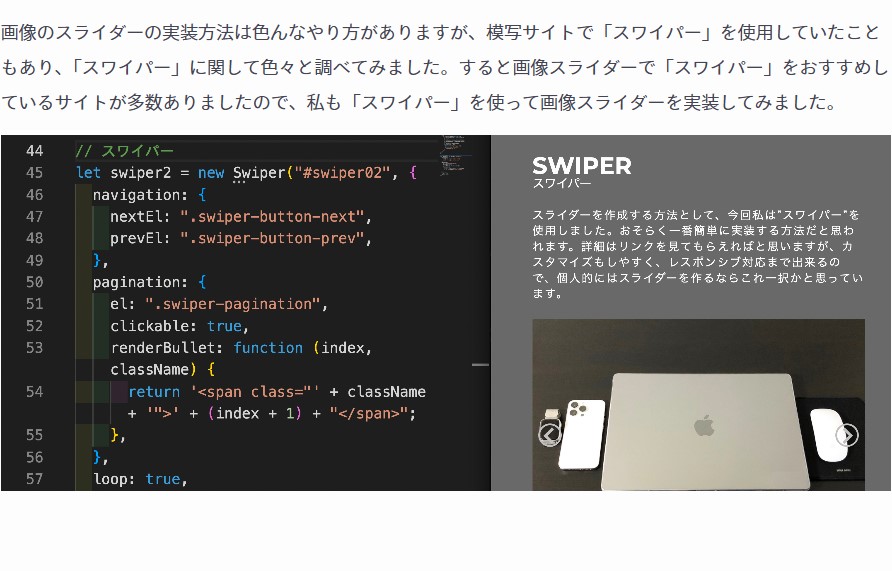 画像のスライダーの実装方法は色んなやり方がありますが、模写サイトで「スワイパー」を使用していたこと
もあり、「スワイパー」に関して色々と調べてみました。すると画像スライダーで「スワイパー」をおすすめし
ているサイトが多数ありましたので、私も「スワイパー」を使って画像スライダーを実装してみました。
44 // スワイパー
45 let swiper2 = new Swiper("#swiper02", {
46 navigation: {
47 nextEl: ".swiper-button-next",
48 prevEl: ".swiper-button-prev",
49 },
50 pagination: {
51 el: ".swiper-pagination",
52 clickable: true,
53 renderBullet: function (index,
className) {
54 return '<span class="' + className
+ '">' + (index + 1) + "</span>";
55 },
56 },
57 loop: true,
SWIPER
スワイパー
スライダーを作成する方法として、今回私は"スワイパー"を
使用しました。おそらく一番簡単に実装する方法だと思わ
れます。詳細はリンクを見てもらえればと思いますが、カ
スタマイズもしやすく、レスポンシブ対応まで出来るの
で、個人的にはスライダーを作るならこれ一択かと思ってい
ます。